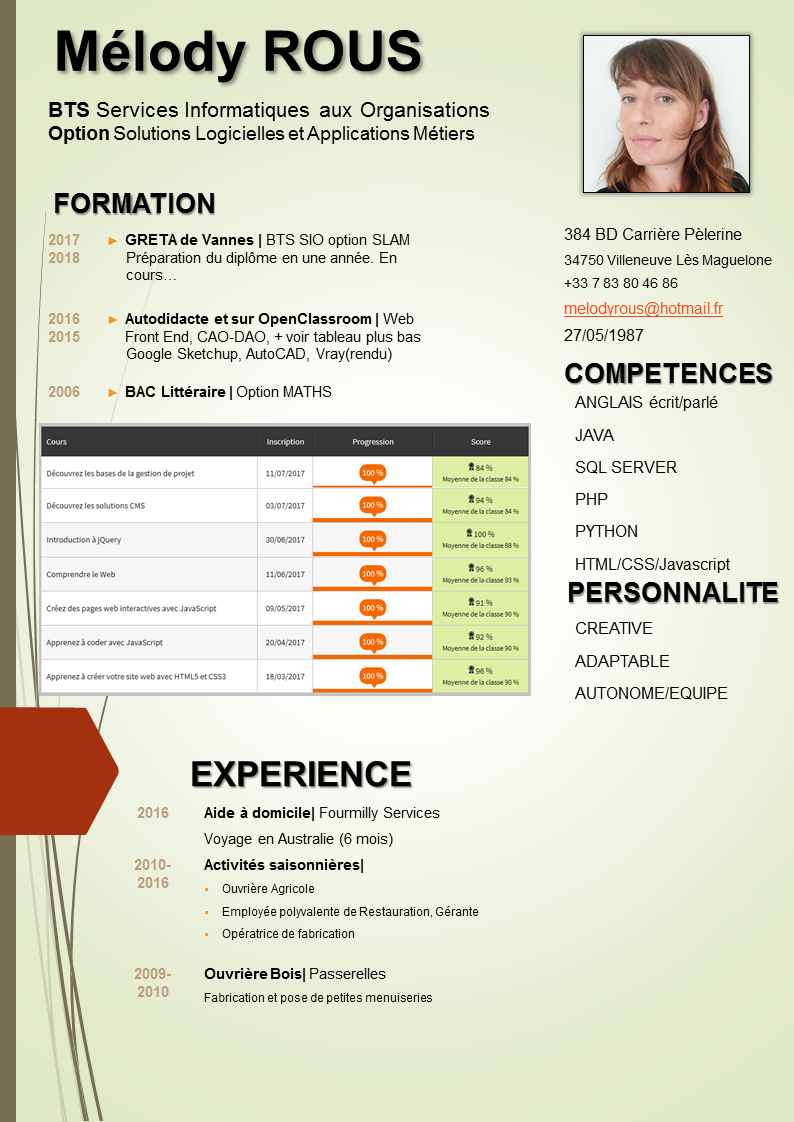 Mélody ROUS
BTS Services Informatiques aux Organisations
Option Solutions Logicielles et Applications Métiers
FORMATION
2017 GRETA de Vannes | BTS SIO option SLAM
2018 Préparation du diplôme en une année. En
cours…
2016 Autodidacte et sur OpenClassroom | Web
2015 Front End, CAO-DAO, + voir tableau plus bas
Google Sketchup, AutoCAD, Vray(rendu)
2006 BAC Littéraire | Option MATHS
Cours Inscription Progression Score
Découvrez les bases de la gestion de projet 11/07/2017 100 % 84 %
Moyenne de la classe 84 %
Découvrez les solutions CMS 03/07/2017 100 % 94 %
Moyenne de la classe 84 %
Introduction à jQuery 30/06/2017 100 % 100 %
Moyenne de la classe 88 %
Comprendre le Web 11/06/2017 100 % 96 %
Moyenne de la classe 93 %
Créez des pages web interactives avec JavaScript 09/05/2017 100 % 91 %
Moyenne de la classe 90 %
Apprenez à coder avec JavaScript 20/04/2017 100 % 92 %
Moyenne de la classe 90 %
Apprenez à créer votre site web avec HTML5 et CSS3 18/03/2017 100 % 96 %
Moyenne de la classe 90 %
384 BD Carrière Pèlerine
34750 Villeneuve Lès Maguelone
+33 7 83 80 46 86
melodyrous@hotmail.fr
27/05/1987
COMPETENCES
ANGLAIS écrit/parlé
JAVA
SQL SERVER
PHP
PYTHON
HTML/CSS/Javascript
PERSONNALITE
CREATIVE
ADAPTABLE
AUTONOME/EQUIPE
EXPERIENCE
2016 Aide à domicile| Fourmilly Services
Voyage en Australie (6 mois)
2010- Activités saisonnières|
2016
Ouvrière Agricole
Employée polyvalente de Restauration, Gérante
Opératrice de fabrication
2009- Ouvrière Bois| Passerelles
2010
Fabrication et pose de petites menuiseries